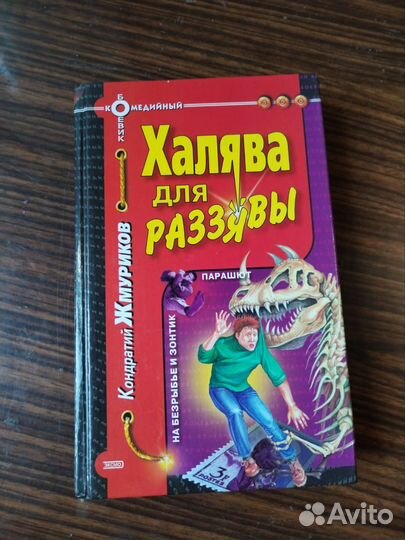 КОМЕДИЙНЫЙ
БОЕВИК
Халява
для
РАЗЗЯВЫ
Кондратий Жмуриков
ПАРАШЮТ
НА БЕЗРЫБЬЕ И ЗОНТИК
ЭКСМО
Avito